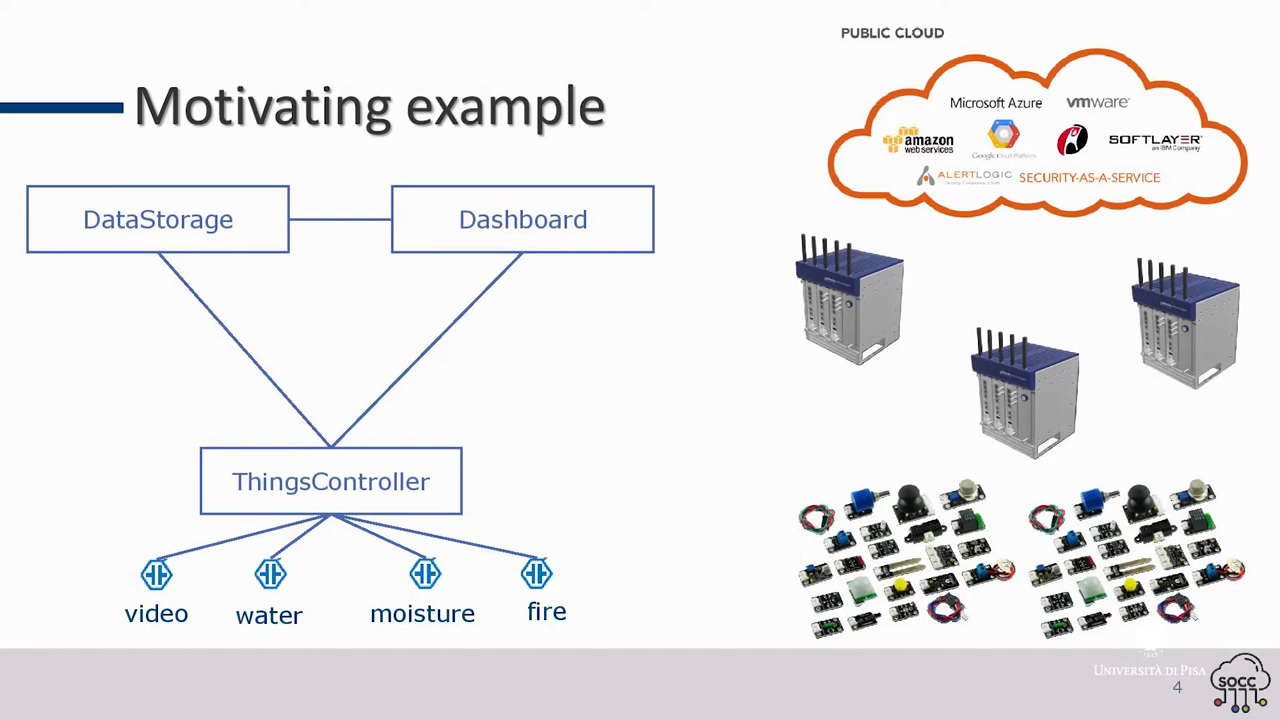 PUBLIC CLOUD
Motivating example
Microsoft Azure
vmware
amazon
web services
Google Cloud Platform
SOFTLAYER
an IBM Company
ALERTLOGIC
SECURITY-AS-A-SERVICE
DataStorage
Dashboard
ThingsController
video
water
moisture
fire
UNIVERSITÀ DI PISA
4
SOCC